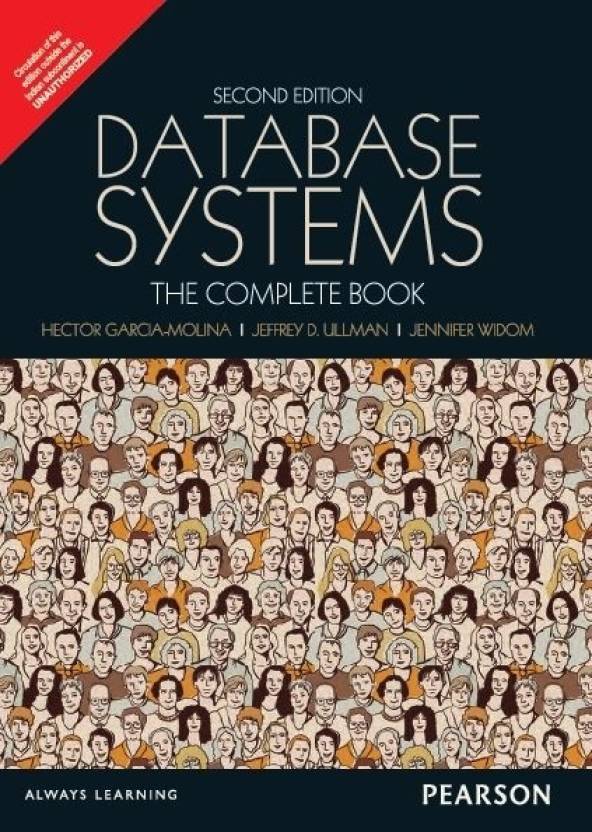 Circulation of this
edition outside the
Indian subcontinent is
UNAUTHORIZED
SECOND EDITION
DATABASE
SYSTEMS
THE COMPLETE BOOK
HECTOR GARCIA-MOLINA I JEFFREY D. ULLMAN I JENNIFER WIDOM
ALWAYS LEARNING
PEARSON